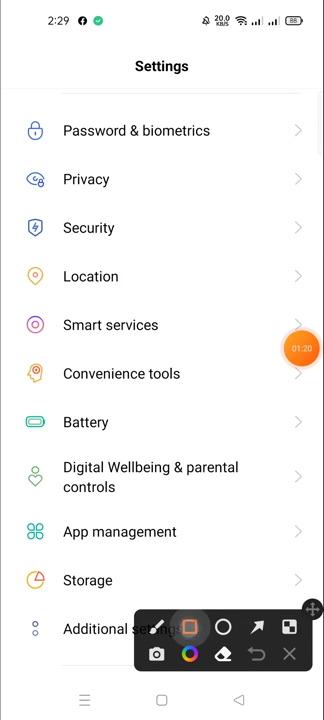 2:29 20.0 KB/S 88
Settings
Password & biometrics
Privacy
Security
Location
Smart services
01:20
Convenience tools
Battery
Digital Wellbeing & parental
controls
App management
Storage
Additional settings